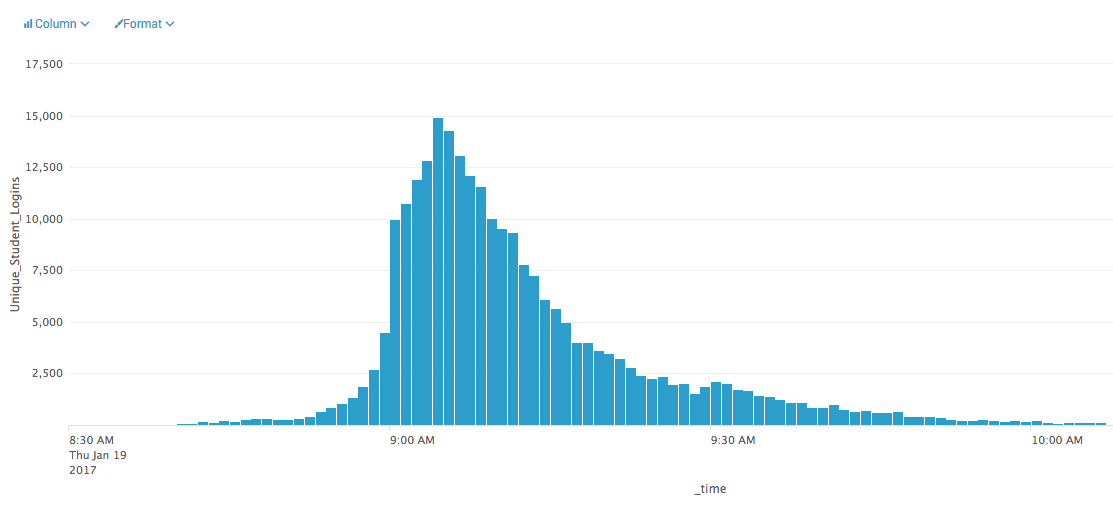 Column Format
17,500
15,000
12,500
10,000
7,500
5,000
2,500
Unique_Student_Logins
8:30 AM 9:00 AM 9:30 AM 10:00 AM
Thu Jan 19
2017
_time